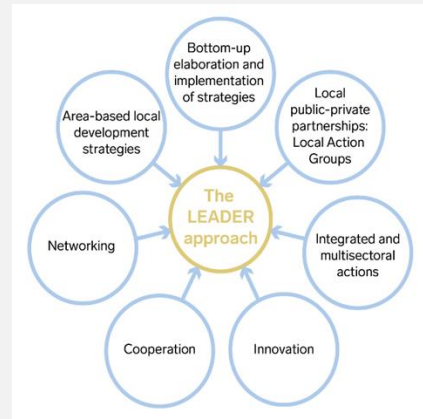 Bottom-up
elaboration and
implementation
of strategies
Local
public-private
partnerships:
Local Action
Groups
Area-based local
development
strategies
The
LEADER
approach
Networking
Integrated and
multisectoral
actions
Cooperation
Innovation